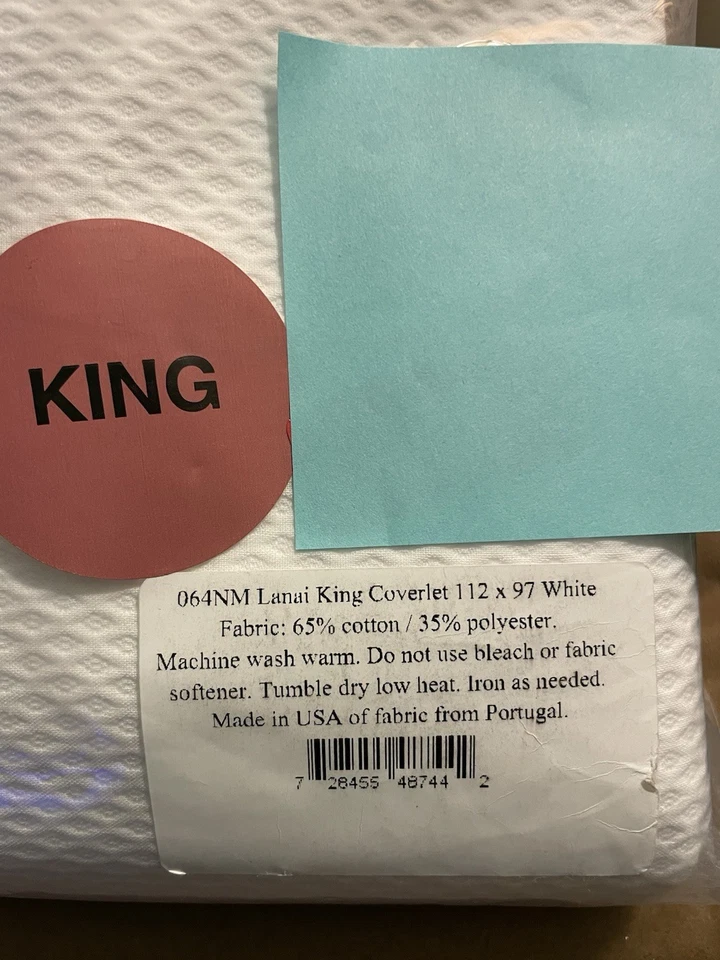 KING
064NM Lanai King Coverlet 112 x 97 White
Fabric: 65% cotton / 35% polyester.
Machine wash warm. Do not use bleach or fabric
softener. Tumble dry low heat. Iron as needed.
Made in USA of fabric from Portugal.
7 28455 48744 2